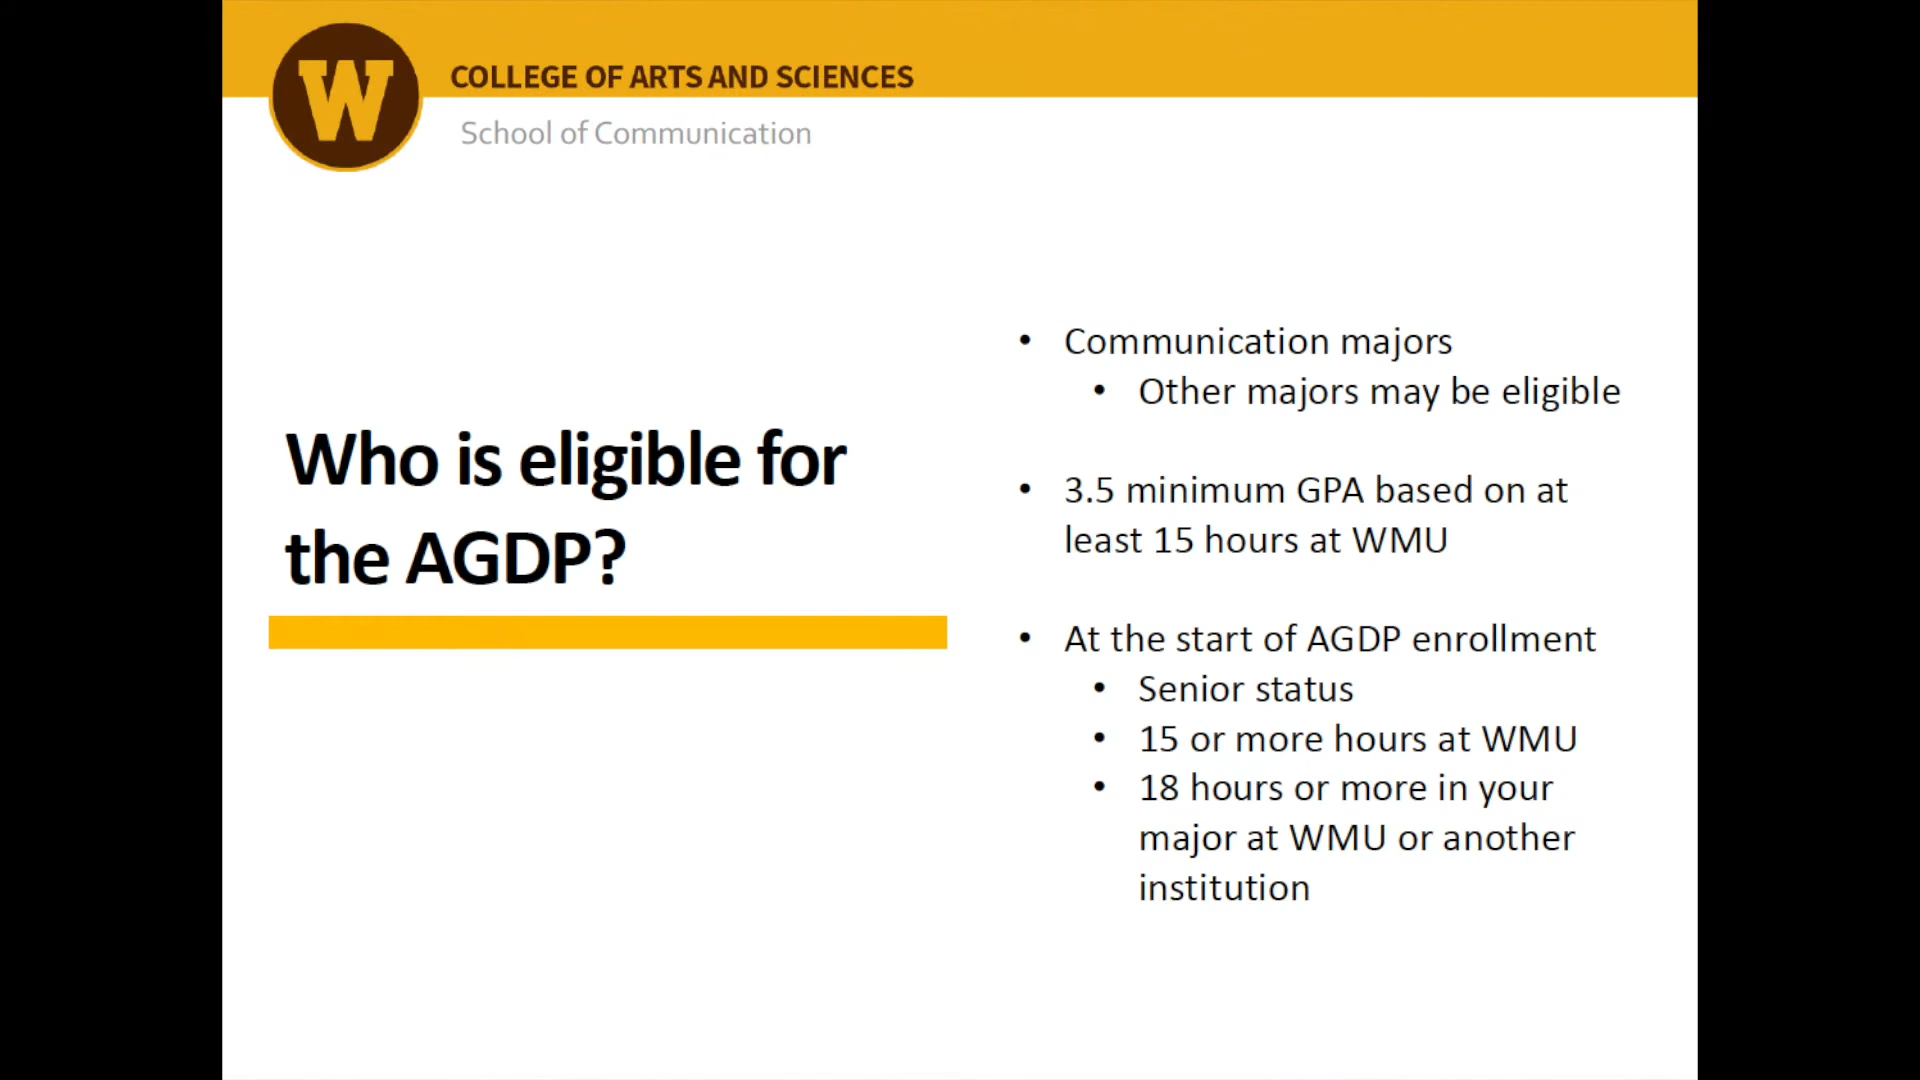 W
COLLEGE OF ARTS AND SCIENCES
School of Communication
Who is eligible for
the AGDP?
• Communication majors
• Other majors may be eligible
• 3.5 minimum GPA based on at
least 15 hours at WMU
• At the start of AGDP enrollment
• Senior status
• 15 or more hours at WMU
• 18 hours or more in your
major at WMU or another
institution